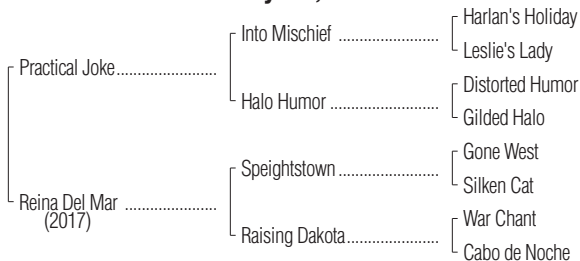 Harlan's Holiday
Into Mischief ........................
Leslie's Lady
Practical Joke......................
Distorted Humor
Halo Humor ..........................
Gilded Halo
Gone West
Speightstown ........................
Silken Cat
Reina Del Mar ....................
(2017)
War Chant
Raising Dakota......................
Cabo de Noche